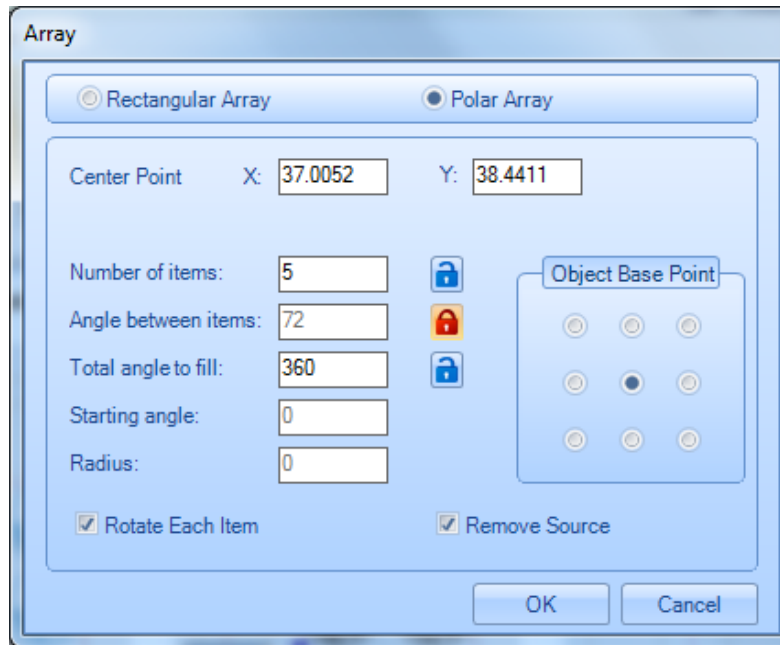 Array
Rectangular Array Polar Array
Center Point X: 37.0052 Y: 38.4411
Number of items: 5
Object Base Point
Angle between items: 72
Total angle to fill: 360
Starting angle: 0
Radius: 0
Rotate Each Item Remove Source
OK Cancel